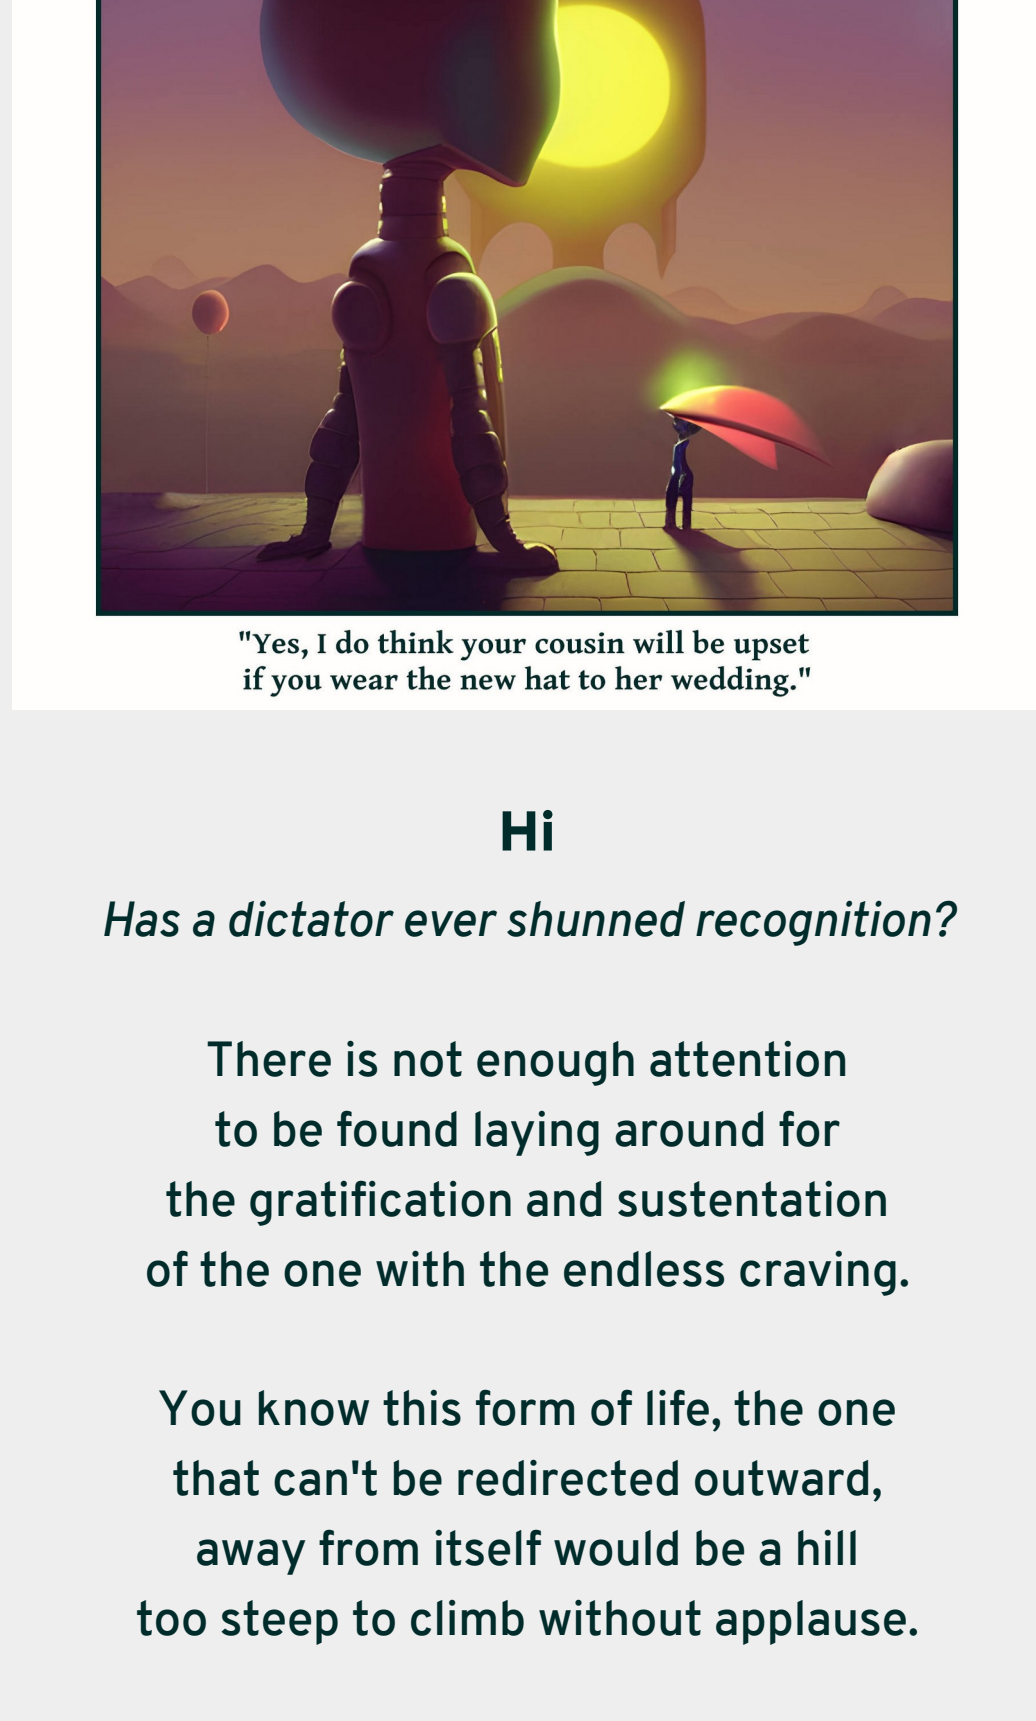 "Yes, I do think your cousin will be upset
if you wear the new hat to her wedding."
Hi
Has a dictator ever shunned recognition?
There is not enough attention
to be found laying around for
the gratification and sustentation
of the one with the endless craving.
You know this form of life, the one
that can't be redirected outward,
away from itself would be a hill
too steep to climb without applause.